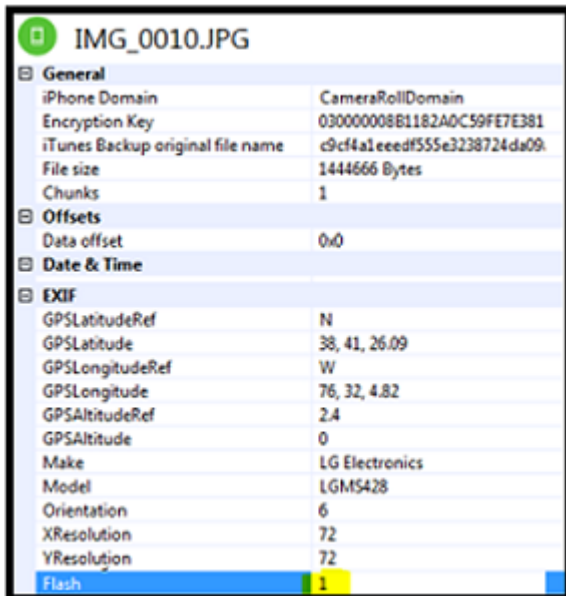 IMG_0010.JPG
General
iPhone Domain CameraRollDomain
Encryption Key 030000008B1182A0C59FE7E381
iTunes Backup original file name c9cf4a1eeedf555e3238724da09
File size 1444666 Bytes
Chunks 1
Offsets
Data offset 0x0
Date & Time
EXIF
GPSLatitudeRef N
GPSLatitude 38, 41, 26.09
GPSLongitudeRef W
GPSLongitude 76, 32, 4.82
GPSAltitudeRef 2.4
GPSAltitude 0
Make LG Electronics
Model LGMS428
Orientation 6
XResolution 72
YResolution 72
Flash 1